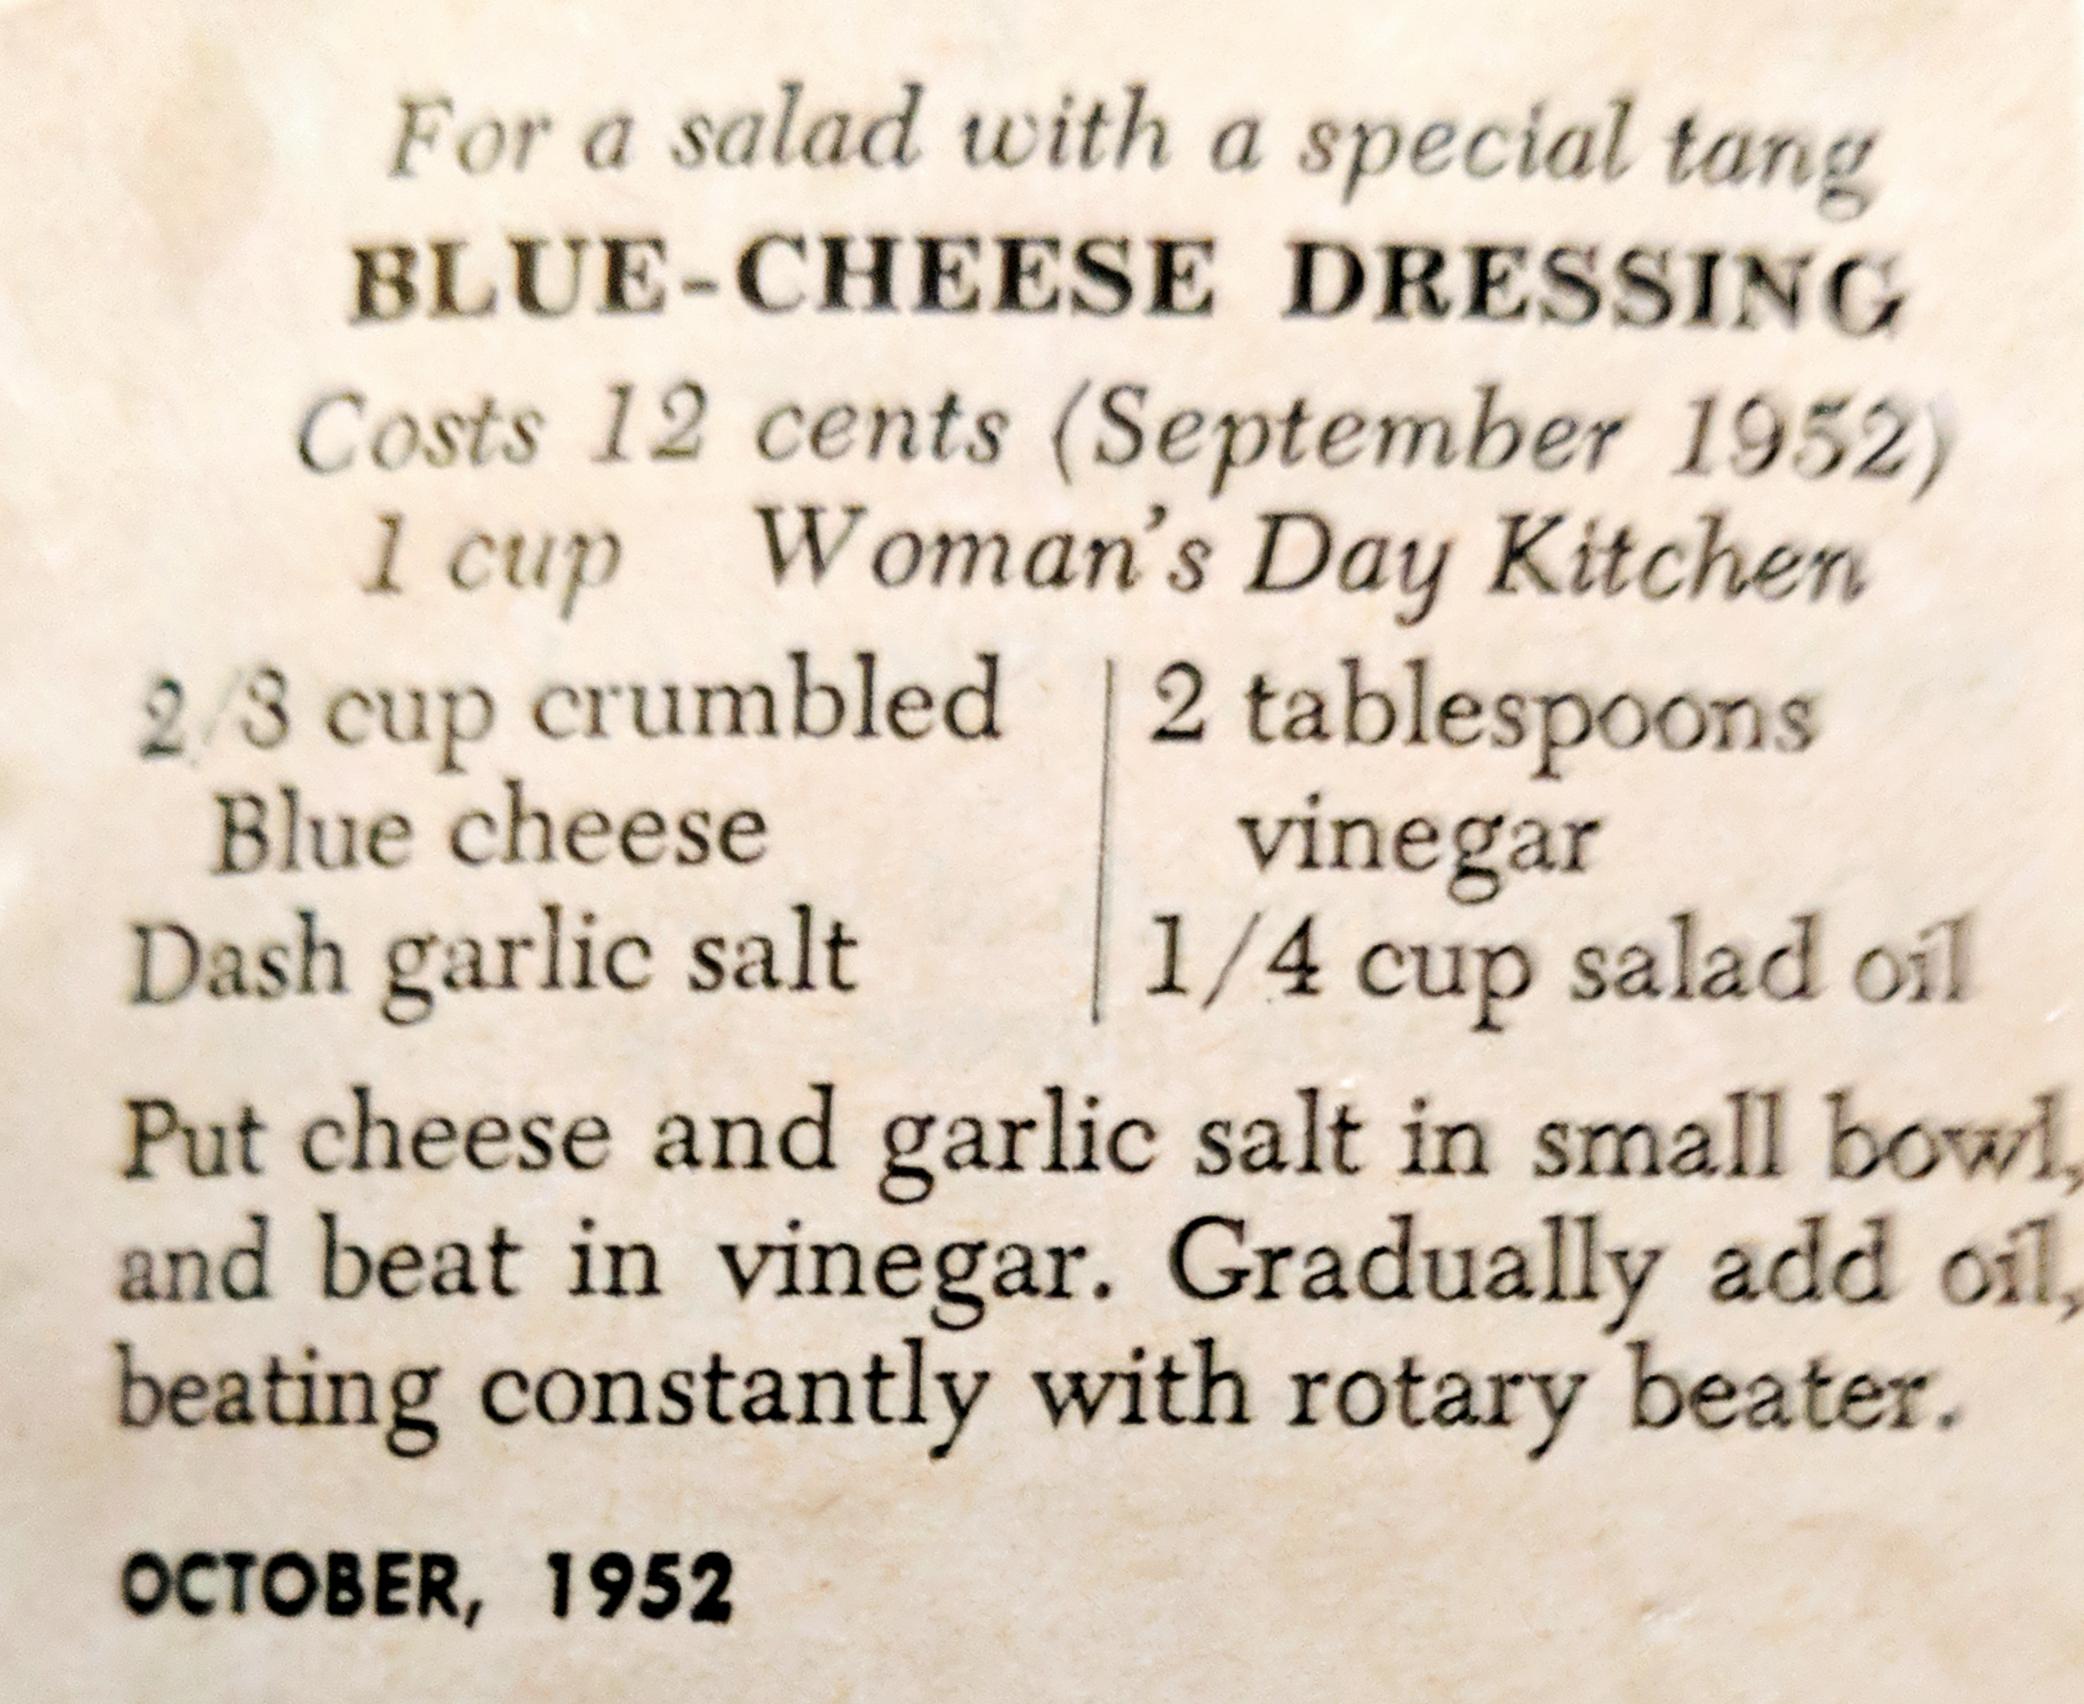 For a salad with a special tang
BLUE-CHEESE DRESSING
Costs 12 cents (September 1952)
1 cup Woman's Day Kitchen
2/3 cup crumbled
Blue cheese
Dash garlic salt
2 tablespoons
vinegar
1/4 cup salad oil
Put cheese and garlic salt in small bowl,
and beat in vinegar. Gradually add oil,
beating constantly with rotary beater.
OCTOBER, 1952